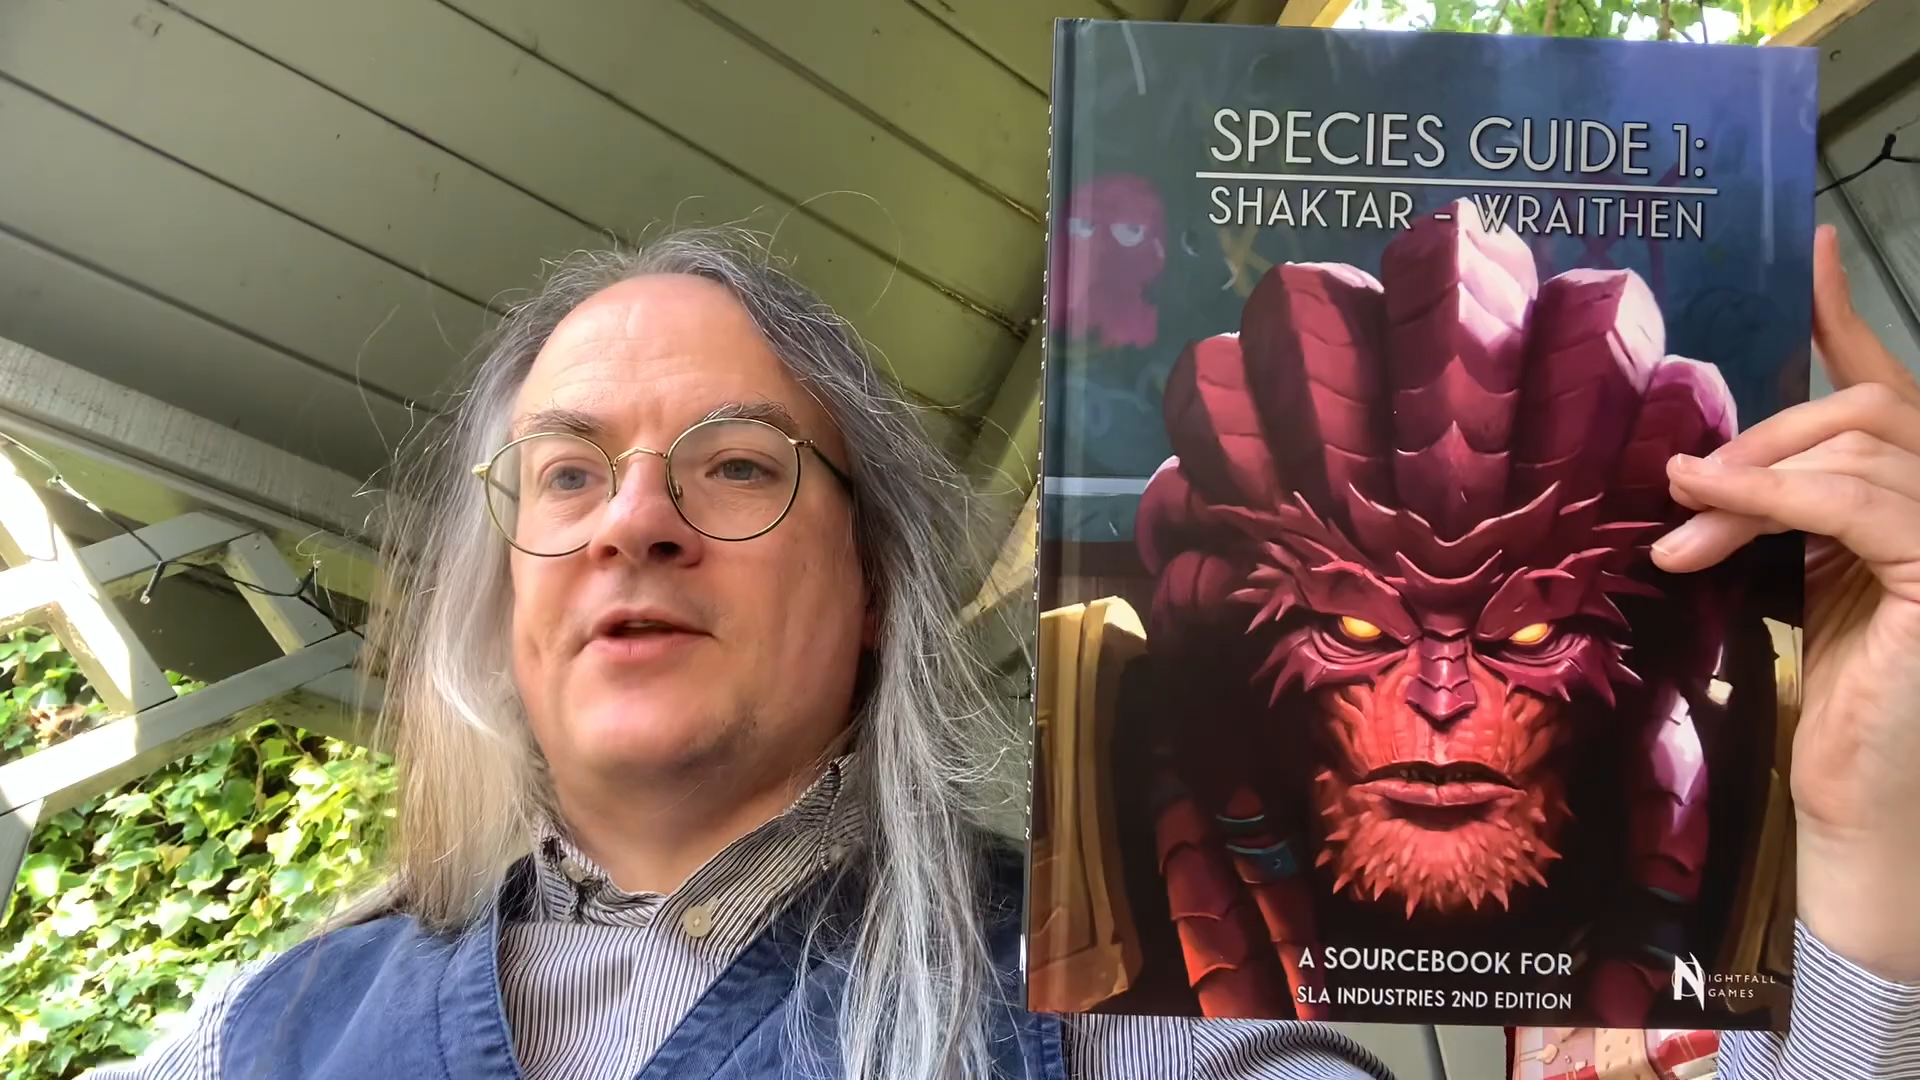 SPECIES GUIDE 1:
SHAKTAR - WRAITHEN
A SOURCEBOOK FOR
SLA INDUSTRIES 2ND EDITION
NIGHTFALL
GAMES